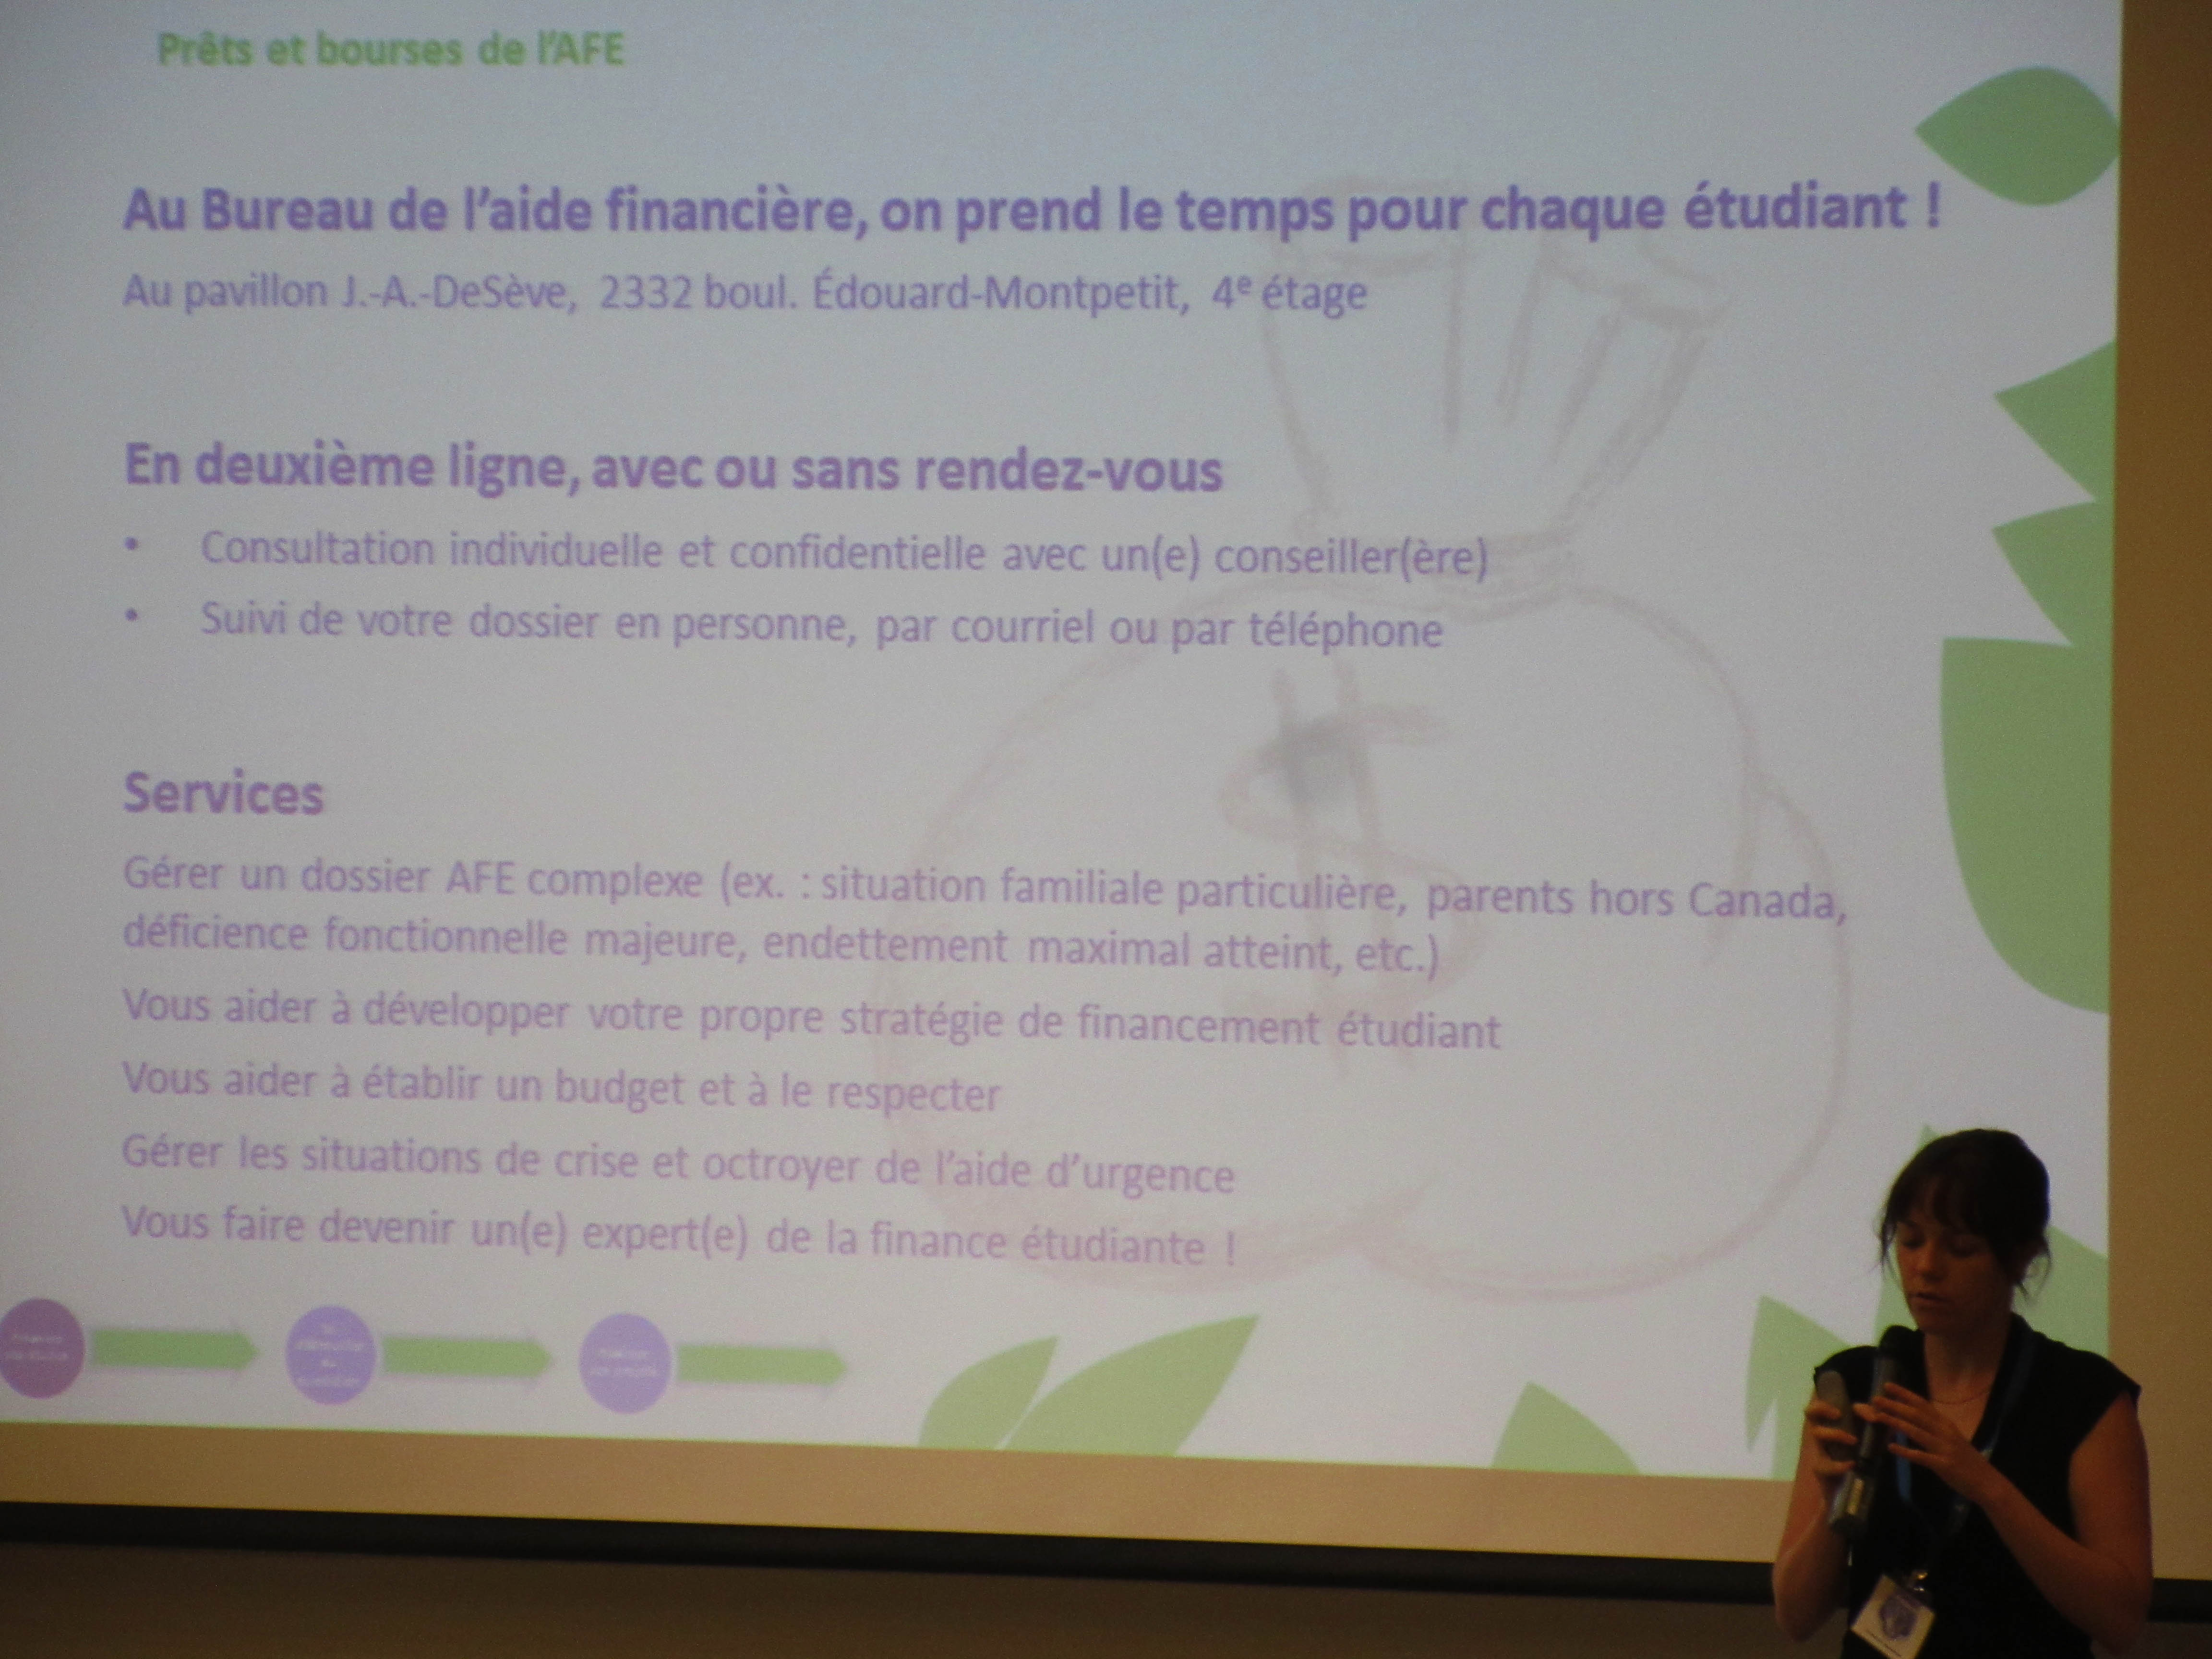 Prêts et bourses de l'AFE
Au Bureau de l'aide financière, on prend le temps pour chaque étudiant !
Au pavillon J.-A.-DeSève, 2332 boul. Édouard-Montpetit, 4e étage
En deuxième ligne, avec ou sans rendez-vous
• Consultation individuelle et confidentielle avec un(e) conseiller(ère)
• Suivi de votre dossier en personne, par courriel ou par téléphone
Services
Gérer un dossier AFE complexe (ex. : situation familiale particulière, parents hors Canada,
déficience fonctionnelle majeure, endettement maximal atteint, etc.)
Vous aider à développer votre propre stratégie de financement étudiant
Vous aider à établir un budget et à le respecter
Gérer les situations de crise et octroyer de l'aide d'urgence
Vous faire devenir un(e) expert(e) de la finance étudiante !